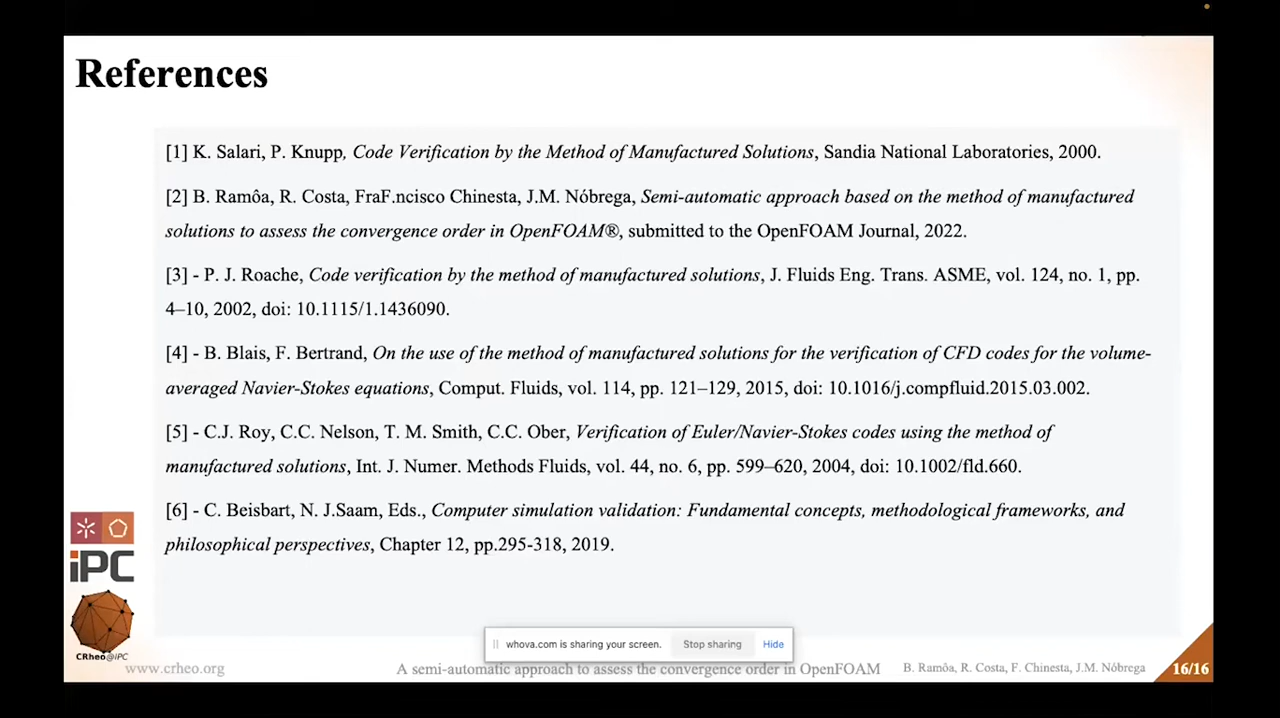 References
[1] K. Salari, P. Knupp, Code Verification by the Method of Manufactured Solutions, Sandia National Laboratories, 2000.
[2] B. Ramôa, R. Costa, FraF.ncisco Chinesta, J.M. Nóbrega, Semi-automatic approach based on the method of manufactured
solutions to assess the convergence order in OpenFOAM®, submitted to the OpenFOAM Journal, 2022.
[3] - P. J. Roache, Code verification by the method of manufactured solutions, J. Fluids Eng. Trans. ASME, vol. 124, no. 1, pp.
4–10, 2002, doi: 10.1115/1.1436090.
[4] - B. Blais, F. Bertrand, On the use of the method of manufactured solutions for the verification of CFD codes for the volume-
averaged Navier-Stokes equations, Comput. Fluids, vol. 114, pp. 121–129, 2015, doi: 10.1016/j.compfluid.2015.03.002.
[5] - C.J. Roy, C.C. Nelson, T. M. Smith, C.C. Ober, Verification of Euler/Navier-Stokes codes using the method of
manufactured solutions, Int. J. Numer. Methods Fluids, vol. 44, no. 6, pp. 599–620, 2004, doi: 10.1002/fld.660.
[6] - C. Beisbart, N. J.Saam, Eds., Computer simulation validation: Fundamental concepts, methodological frameworks, and
philosophical perspectives, Chapter 12, pp.295-318, 2019.
iPC
CRheo@iPC
whova.com is sharing your screen. Stop sharing Hide
www.crheo.org A semi-automatic approach to assess the convergence order in OpenFOAM B. Ramôa, R. Costa, F. Chinesta, J.M. Nóbrega 16/16